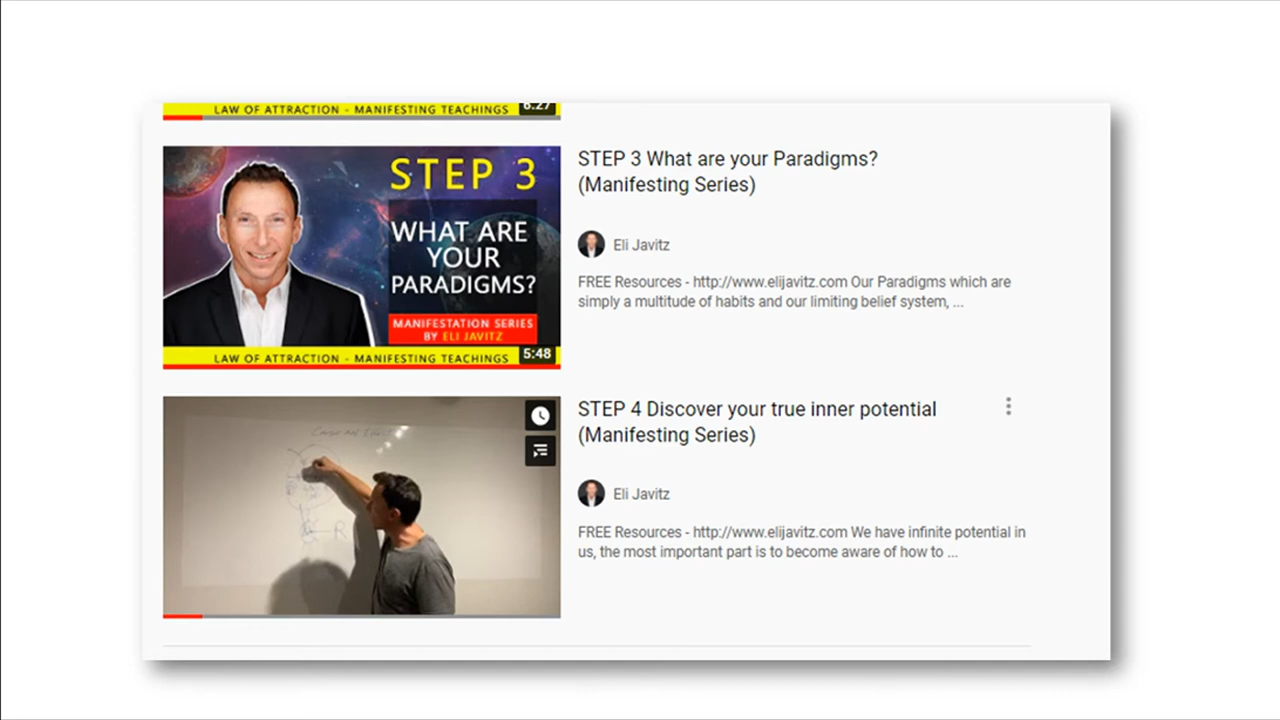 LAW OF ATTRACTION - MANIFESTING TEACHINGS
6:27
STEP 3
WHAT ARE
YOUR
PARADIGMS?
MANIFESTATION SERIES
BY ELI JAVITZ
LAW OF ATTRACTION - MANIFESTING TEACHINGS
5:48
STEP 3 What are your Paradigms?
(Manifesting Series)
Eli Javitz
FREE Resources - http://www.elijavitz.com Our Paradigms which are
simply a multitude of habits and our limiting belief system, ...
R
STEP 4 Discover your true inner potential
(Manifesting Series)
Eli Javitz
FREE Resources - http://www.elijavitz.com We have infinite potential in
us, the most important part is to become aware of how to ...